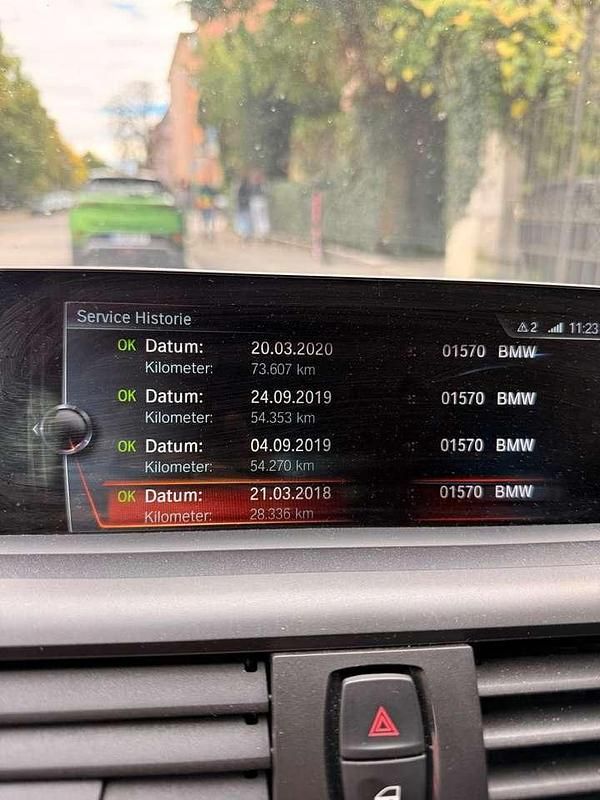 Service Historie
2 11:23
OK Datum: 20.03.2020 01570 BMW
Kilometer: 73.607 km
OK Datum: 24.09.2019 01570 BMW
Kilometer: 54.353 km
OK Datum: 04.09.2019 01570 BMW
Kilometer: 54.270 km
OK Datum: 21.03.2018 01570 BMW
Kilometer: 28.336 km